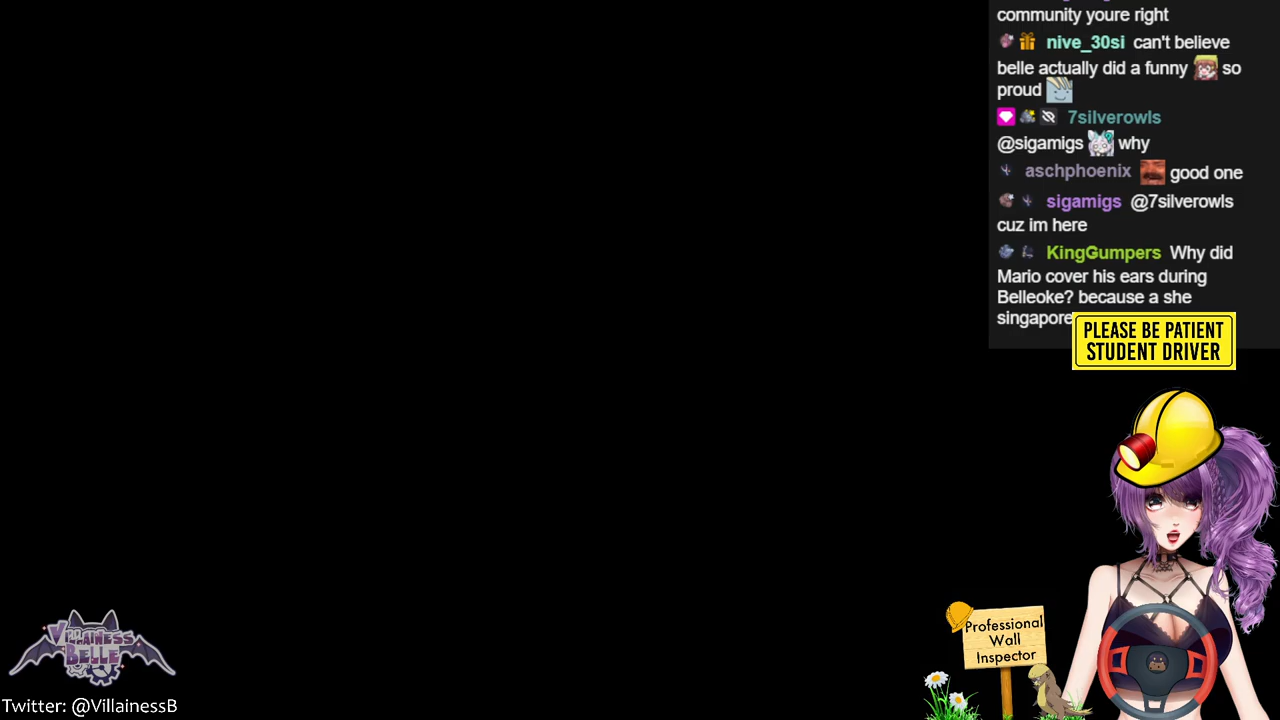 community youre right
nive_30si can't believe
belle actually did a funny so
proud
7silverowls
@sigamigs why
aschphoenix good one
sigamigs @7silverowls
cuz im here
KingGumpers Why did
Mario cover his ears during
Belleoke? because a she
singapore
PLEASE BE PATIENT
STUDENT DRIVER
Professional
Wall
Inspector
VILLAINESS
BELLE
Twitter: @VillainessB